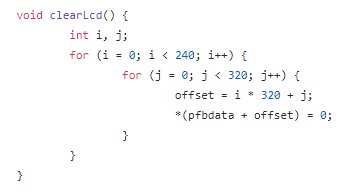 void clearLcd() {
        int i, j;
        for (i = 0; i < 240; i++) {
                for (j = 0; j < 320; j++) {
                        offset = i * 320 + j;
                        *(pfbdata + offset) = 0;
                }
        }
}